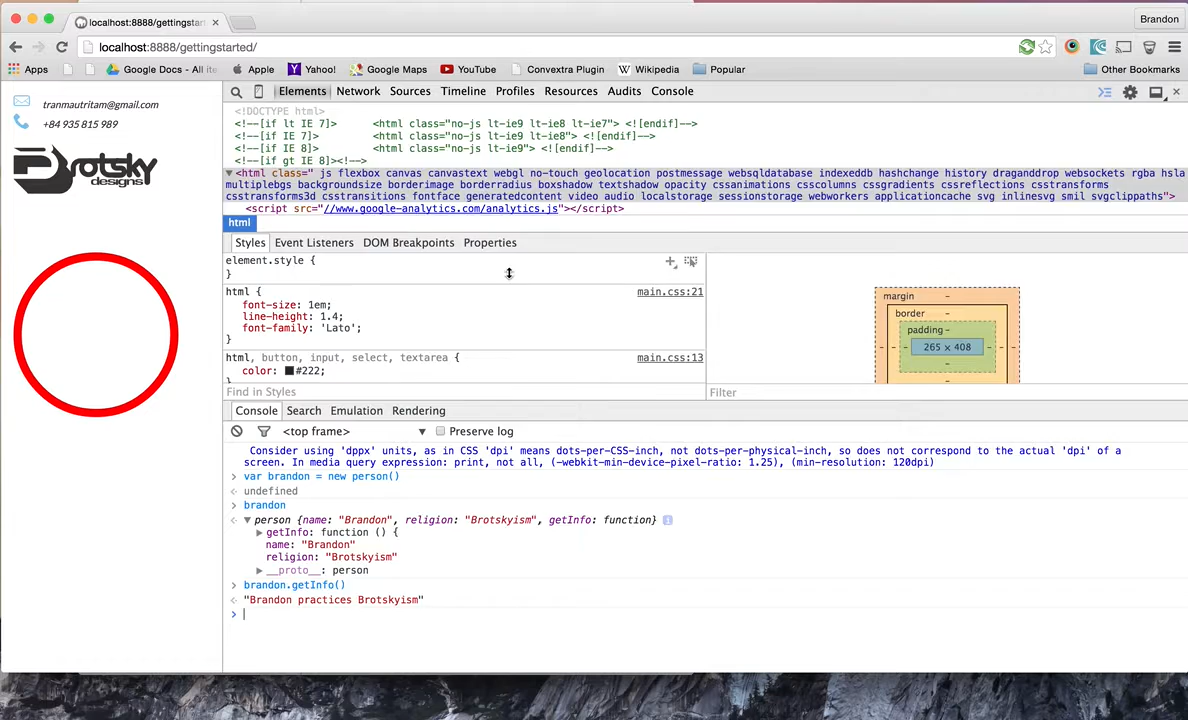 localhost:8888/gettingstar
Brandon
localhost:8888/gettingstarted/
Apps
Google Docs - All ite
Apple
Yahoo!
Google Maps
YouTube
Convextra Plugin
Wikipedia
Popular
Other Bookmarks
tranmautritam@gmail.com
+84 935 815 989
Brotsky
designs
Elements Network Sources Timeline Profiles Resources Audits Console
<!DOCTYPE html>
<!--[if lt IE 7]> <html class="no-js lt-ie9 lt-ie8 lt-ie7"> <![endif]-->
<!--[if IE 7]> <html class="no-js lt-ie9 lt-ie8"> <![endif]-->
<!--[if IE 8]> <html class="no-js lt-ie9"> <![endif]-->
<!--[if gt IE 8]><!-->
<html class=" js flexbox canvas canvastext webgl no-touch geolocation postmessage websqldatabase indexeddb hashchange history draganddrop websockets rgba hsla
multiplebgs backgroundsize borderimage borderradius boxshadow textshadow opacity cssanimations csscolumns cssgradients cssreflections csstransforms
csstransforms3d csstransitions fontface generatedcontent video audio localstorage sessionstorage webworkers applicationcache svg inlinesvg smil svgclippaths">
<script src="//www.google-analytics.com/analytics.js"></script>
html
Styles Event Listeners DOM Breakpoints Properties
element.style {
}
html { main.css:21
font-size: 1em;
line-height: 1.4;
font-family: 'Lato';
}
html, button, input, select, textarea { main.css:13
color: #222;
Find in Styles
margin -
border -
padding -
- - - 265 × 408 - - -
-
-
Filter
Console Search Emulation Rendering
<top frame> ▼ Preserve log
Consider using 'dppx' units, as in CSS 'dpi' means dots-per-CSS-inch, not dots-per-physical-inch, so does not correspond to the actual 'dpi' of a
screen. In media query expression: print, not all, (-webkit-min-device-pixel-ratio: 1.25), (min-resolution: 120dpi)
> var brandon = new person()
undefined
> brandon
person {name: "Brandon", religion: "Brotskyism", getInfo: function}
getInfo: function () {
name: "Brandon"
religion: "Brotskyism"
__proto__: person
> brandon.getInfo()
"Brandon practices Brotskyism"
>